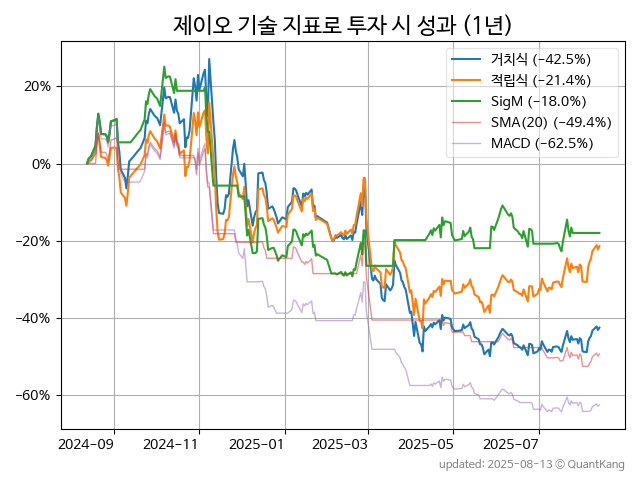 제이오 기술 지표로 투자 시 성과 (1년)
거치식 (−42.5%)
적립식 (−21.4%)
SigM (−18.0%)
SMA(20) (−49.4%)
MACD (−62.5%)
20%
0%
−20%
−40%
−60%
2024-09
2024-11
2025-01
2025-03
2025-05
2025-07
updated: 2025-08-13 © QuantKang